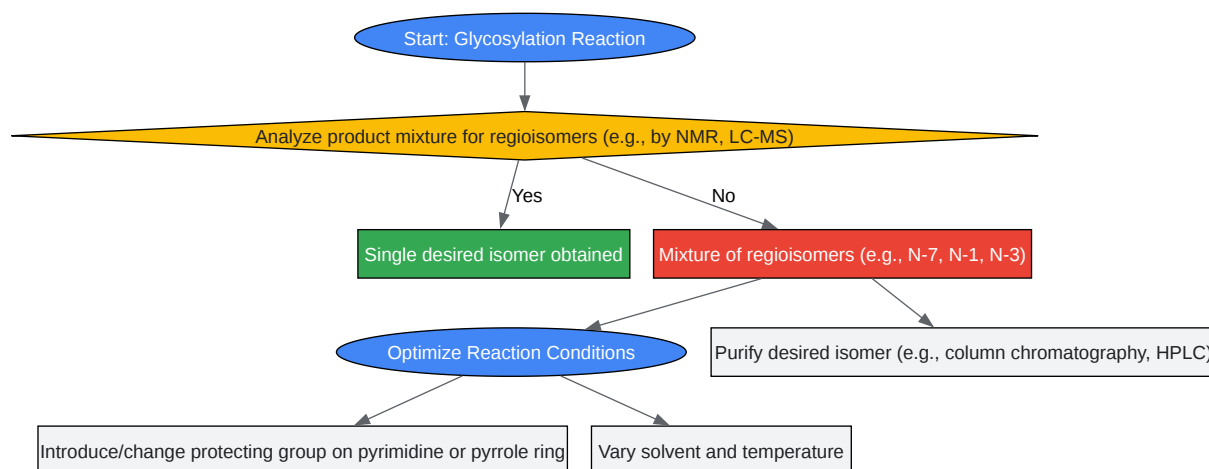 Start: Glycosylation Reaction
Analyze product mixture for regioisomers (e.g., by NMR, LC-MS)
Yes
No
Single desired isomer obtained
Mixture of regioisomers (e.g., N-7, N-1, N-3)
Optimize Reaction Conditions
Purify desired isomer (e.g., column chromatography, HPLC)
Introduce/change protecting group on pyrimidine or pyrrole ring
Vary solvent and temperature